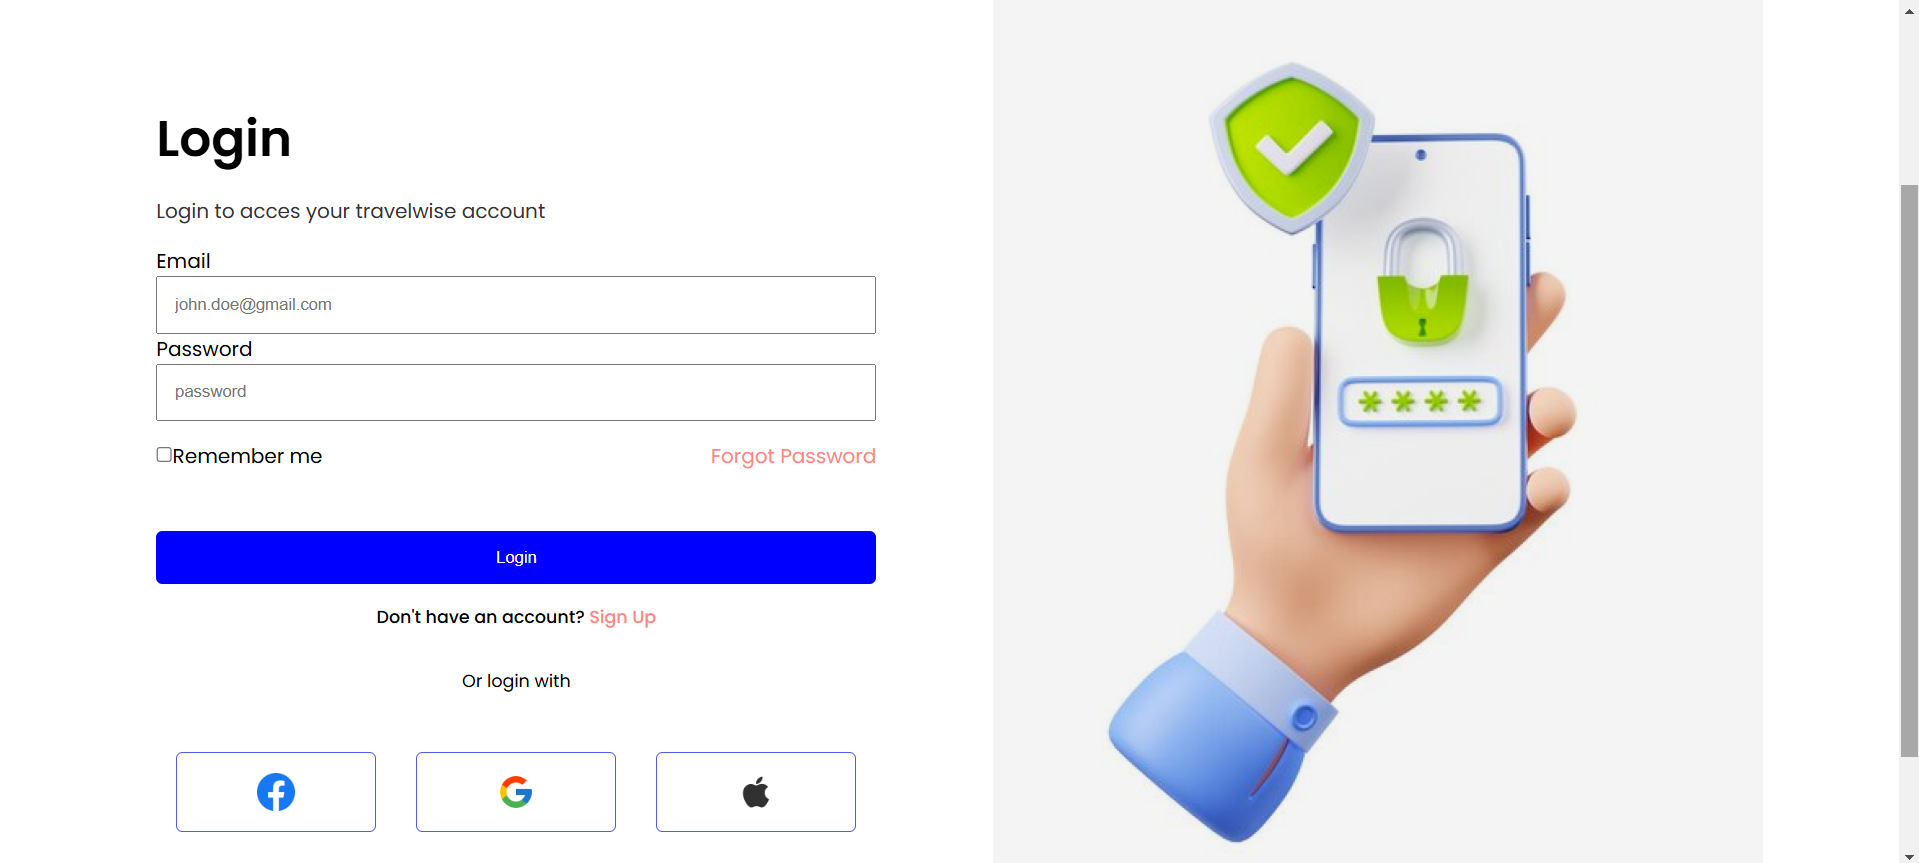 Login
Login to acces your travelwise account
Email
john.doe@gmail.com
Password
password
Remember me
Forgot Password
Login
Don't have an account? Sign Up
Or login with
****